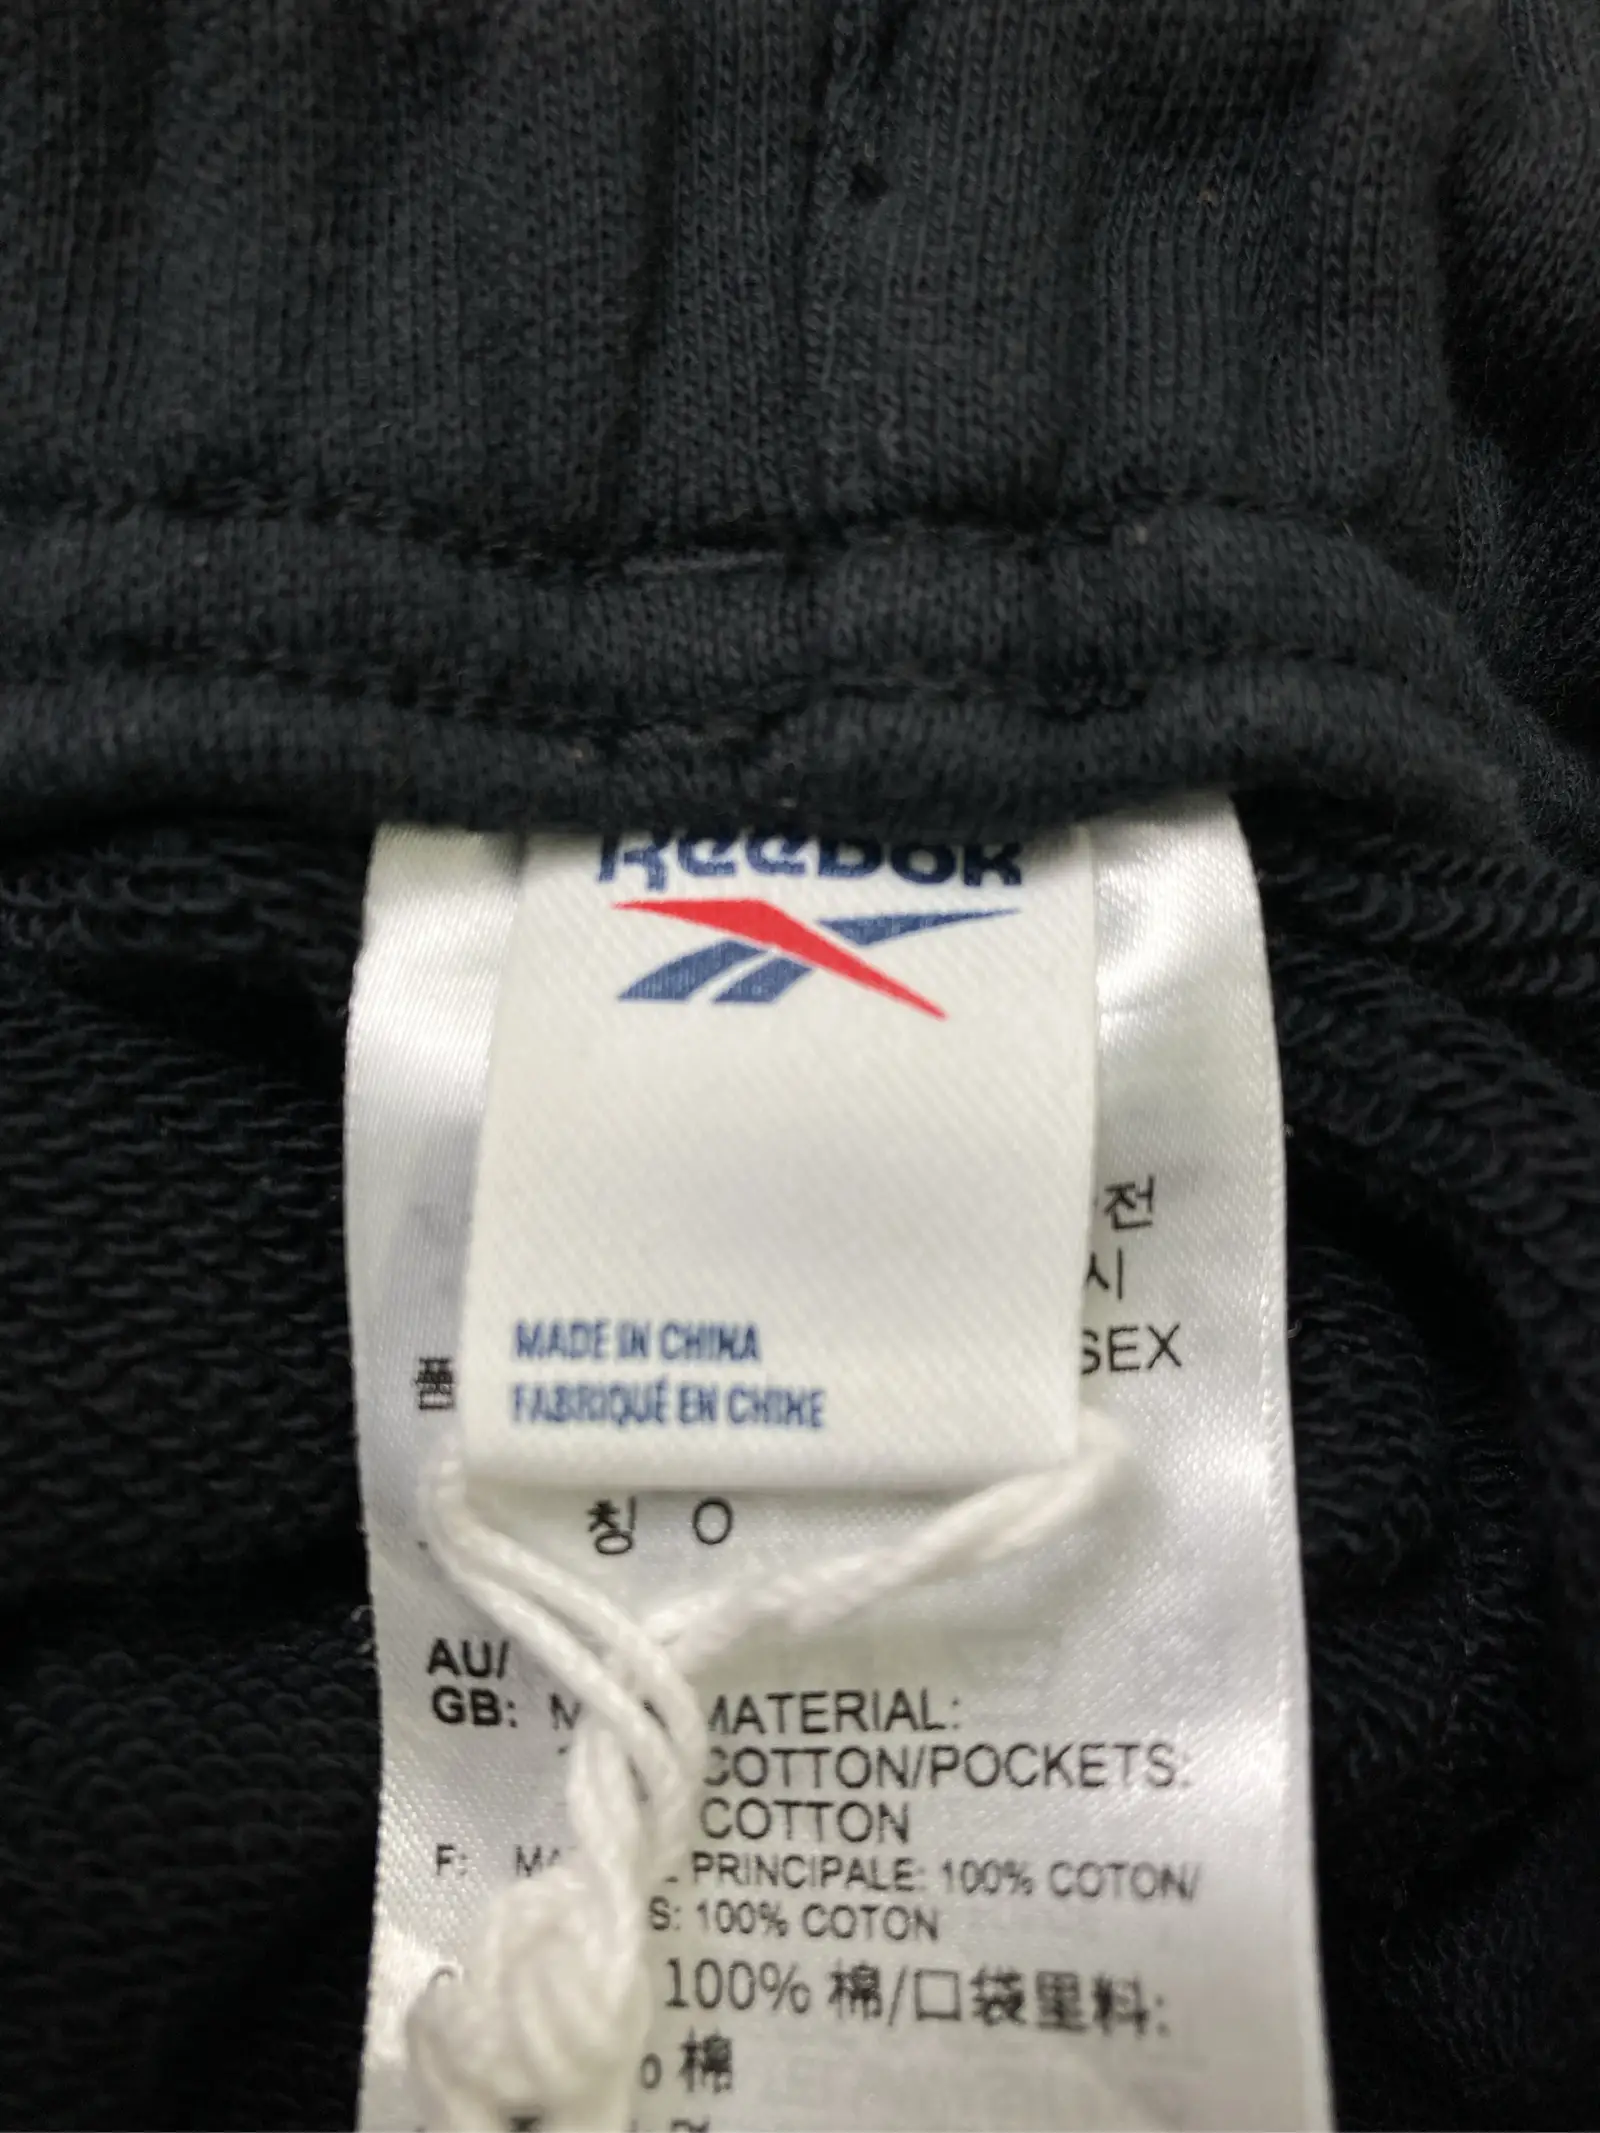 Reebok
전
시
SEX
품
MADE IN CHINA
FABRIQUÉ EN CHINE
칭 O
AU/
GB: MATERIAL:
COTTON/POCKETS:
COTTON
F: PRINCIPALE: 100% COTON/
S: 100% COTON
100% 棉/口袋里料:
棉